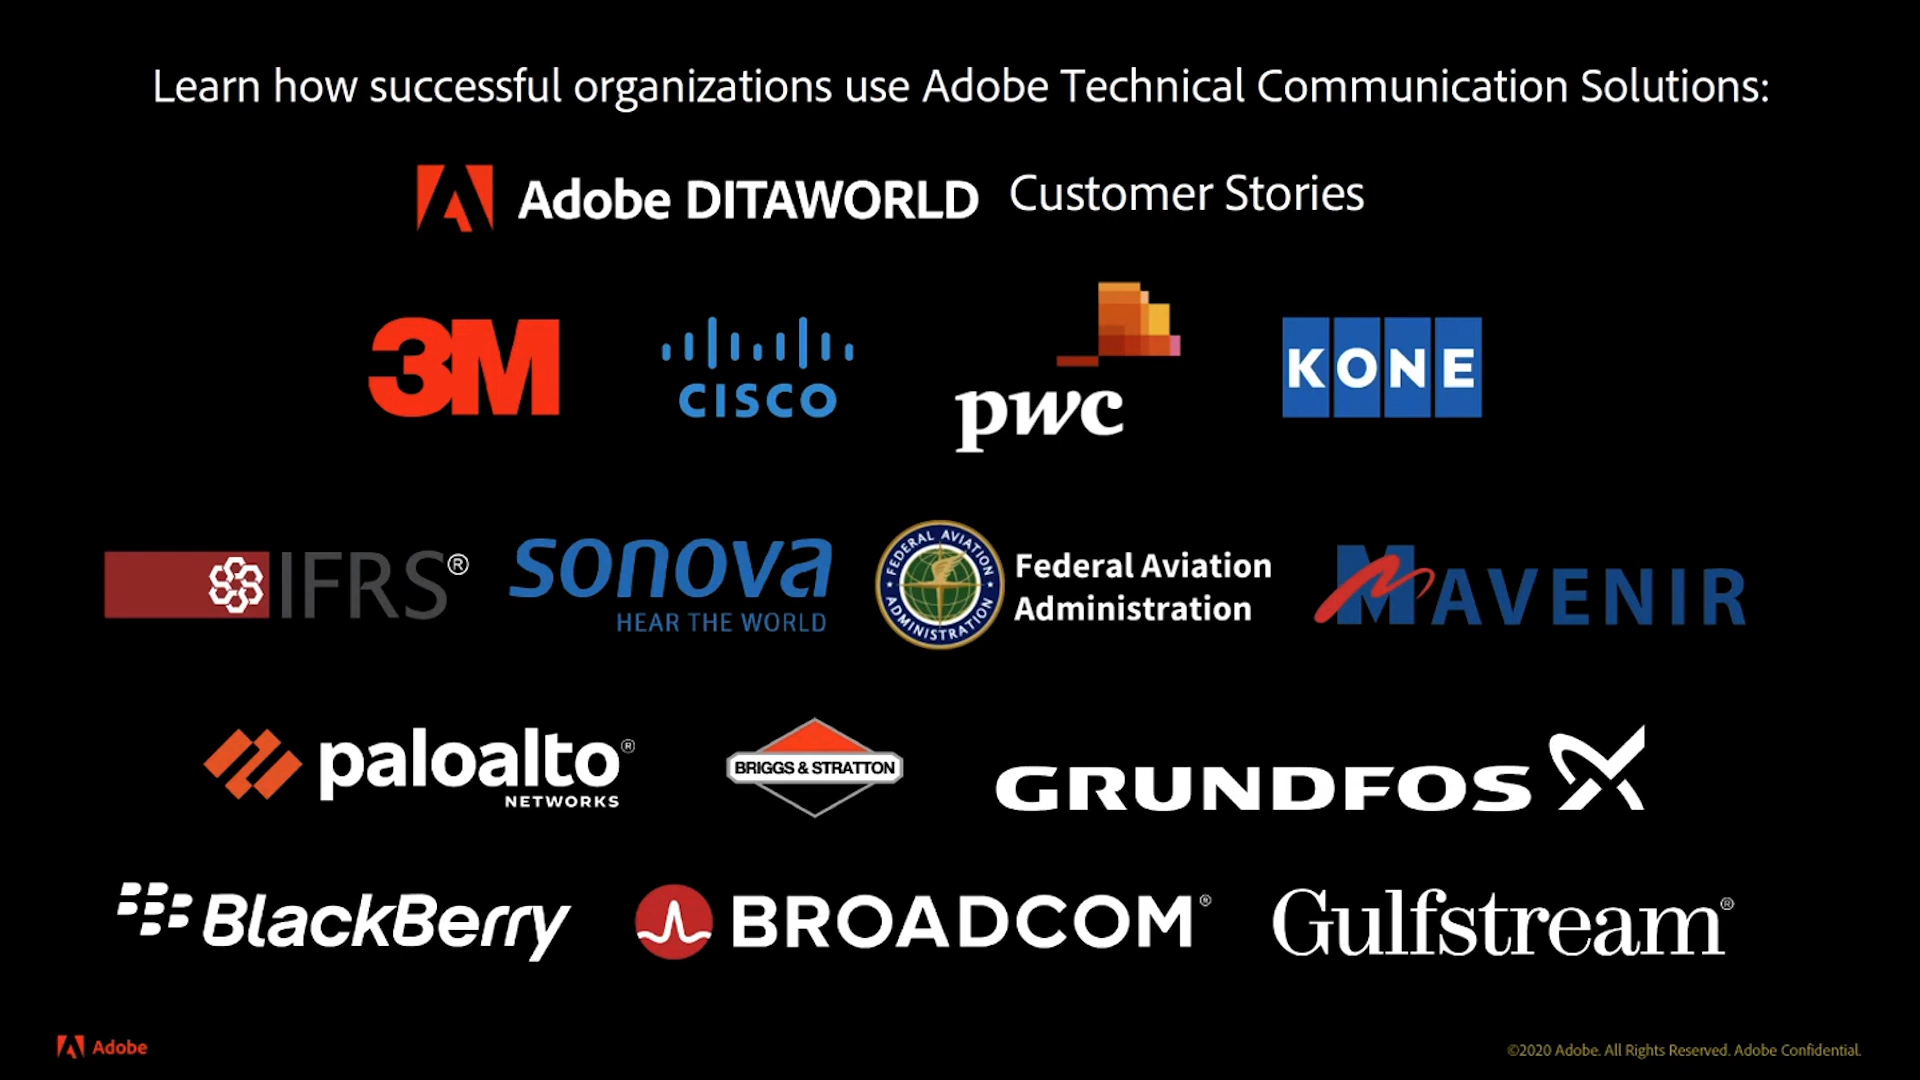 Learn how successful organizations use Adobe Technical Communication Solutions:
Adobe DITAWORLD Customer Stories
3M
CISCO
pwc
KONE
IFRS®
sonova
HEAR THE WORLD
FEDERAL AVIATION
ADMINISTRATION
Federal Aviation
Administration
MAVENIR
paloalto®
NETWORKS
BRIGGS & STRATTON
GRUNDFOS
BlackBerry
BROADCOM®
Gulfstream®
Adobe
©2020 Adobe. All Rights Reserved. Adobe Confidential.